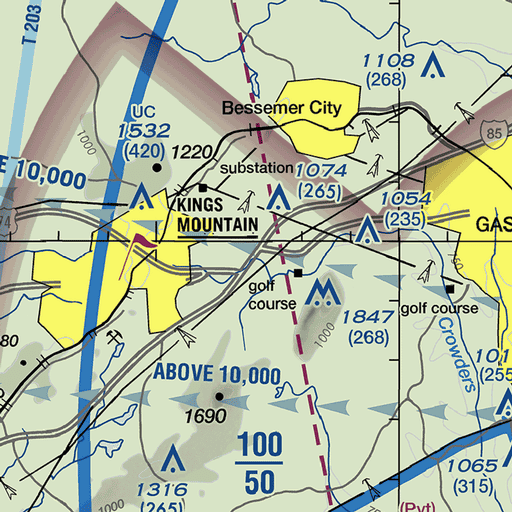 T 203
1108
(268)
Bessemer City
UC
1532
(420)
1000
85
1220
substation
1074
(265)
E 10,000
1054
(235)
KINGS
MOUNTAIN
74
GAS
golf
course
golf course
1847
(268)
1000
Crowders
80
ABOVE 10,000
101
(255
1690
100
50
1316
(265)
1065
(315)
1000
(Pvt)